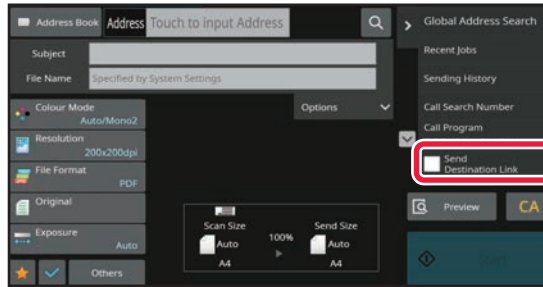 Address Book
Address
Touch to input Address
Global Address Search
Subject
Recent Jobs
File Name
Specified by System Settings
Sending History
Colour Mode
Auto/Mono2
Options
Call Search Number
Call Program
Resolution
200x200dpi
Send
Destination Link
File Format
PDF
Original
Preview
CA
Scan Size
Send Size
Exposure
Auto
Auto
100%
Auto
A4
A4
Others
Start